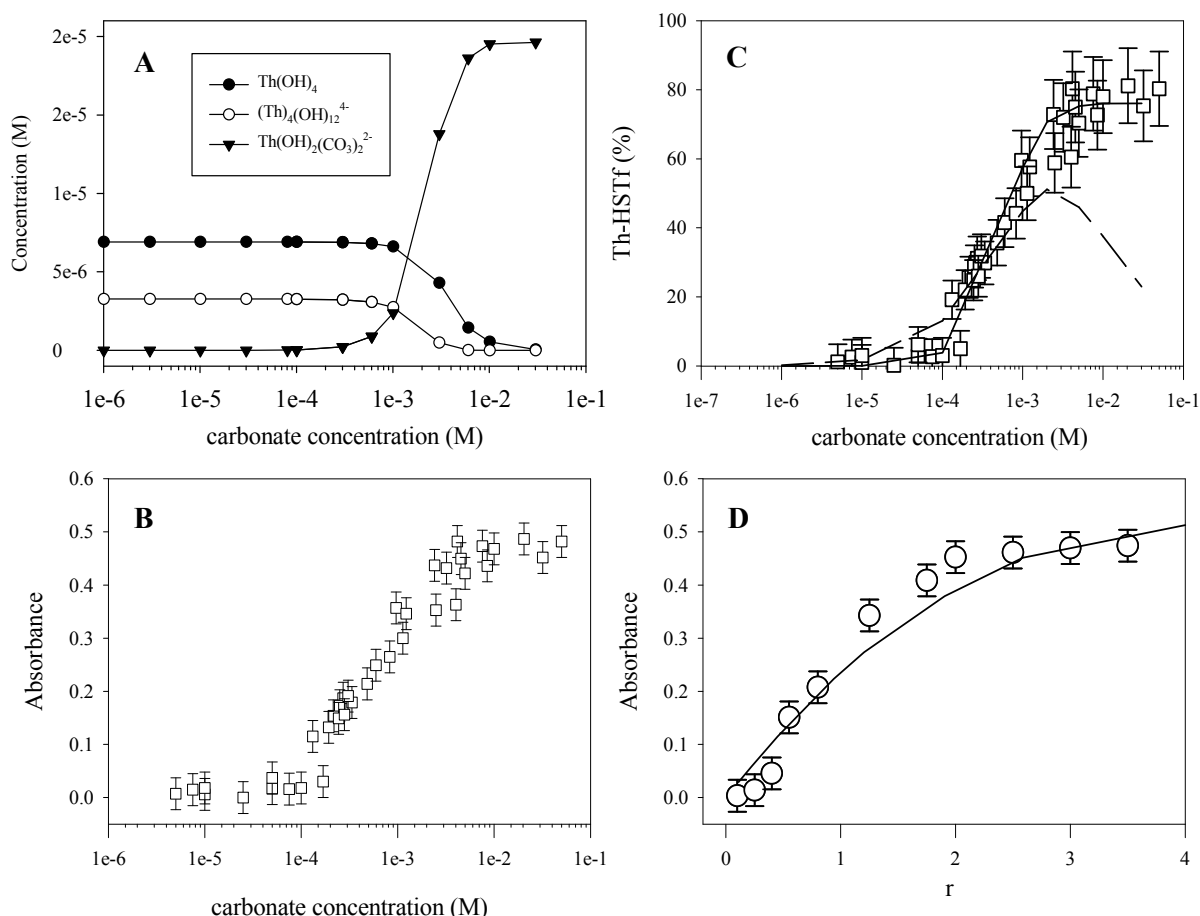 A
2e-5
2e-5
1e-5
5e-6
0
Concentration (M)
Th(OH)4
(Th)4(OH)12 4-
Th(OH)2(CO3)2 2-
1e-6 1e-5 1e-4 1e-3 1e-2 1e-1
carbonate concentration (M)
C
100
80
60
40
20
0
Th-HSTf (%)
1e-7 1e-6 1e-5 1e-4 1e-3 1e-2 1e-1
carbonate concentration (M)
B
0.6
0.5
0.4
0.3
0.2
0.1
0.0
Absorbance
1e-6 1e-5 1e-4 1e-3 1e-2 1e-1
carbonate concentration (M)
D
0.6
0.5
0.4
0.3
0.2
0.1
0.0
Absorbance
0 1 2 3 4
r